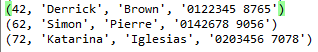 (42, 'Derrick', 'Brown', '0122345 8765')
(62, 'Simon', 'Pierre', '0142678 9056')
(72, 'Katarina', 'Iglesias', '0203456 7078')